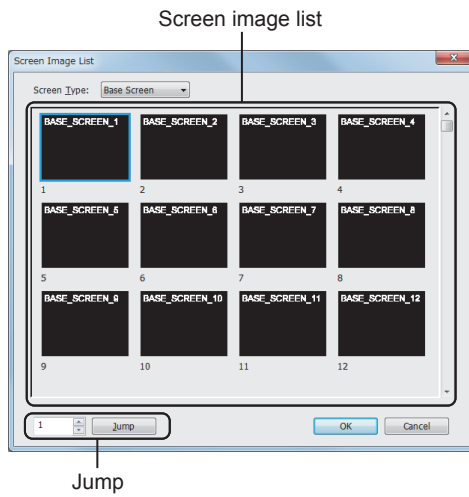 Screen image list
Screen Image List
Screen Type: Base Screen
BASE_SCREEN_1 BASE_SCREEN_2 BASE_SCREEN_3 BASE_SCREEN_4
1 2 3 4
BASE_SCREEN_5 BASE_SCREEN_6 BASE_SCREEN_7 BASE_SCREEN_8
5 6 7 8
BASE_SCREEN_9 BASE_SCREEN_10 BASE_SCREEN_11 BASE_SCREEN_12
9 10 11 12
1 Jump OK Cancel
Jump